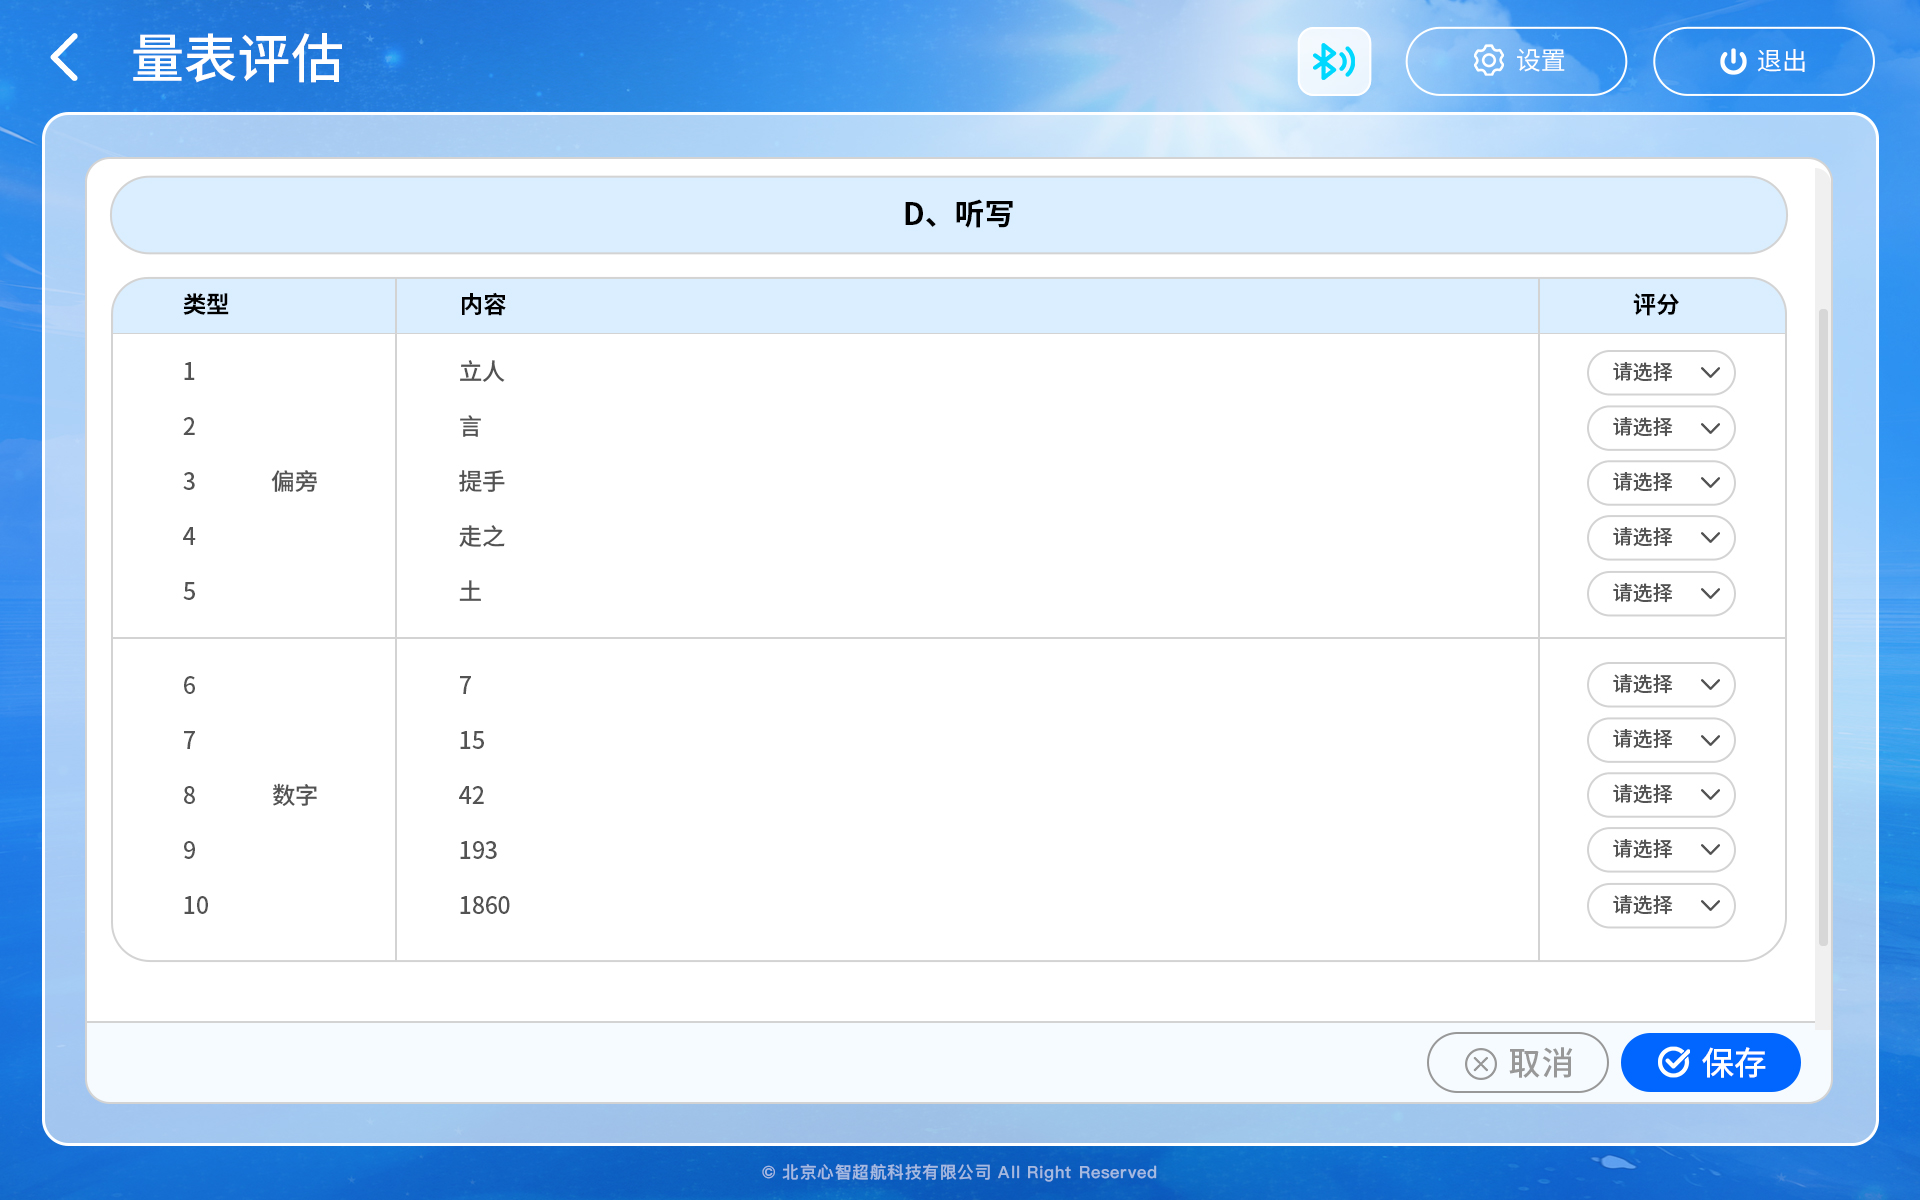 量表评估
设置
退出
D、听写
类型 内容 评分
1 立人 请选择
2 言 请选择
3 偏旁 提手 请选择
4 走之 请选择
5 土 请选择
6 7 请选择
7 15 请选择
8 数字 42 请选择
9 193 请选择
10 1860 请选择
取消
保存
© 北京心智超航科技有限公司 All Right Reserved